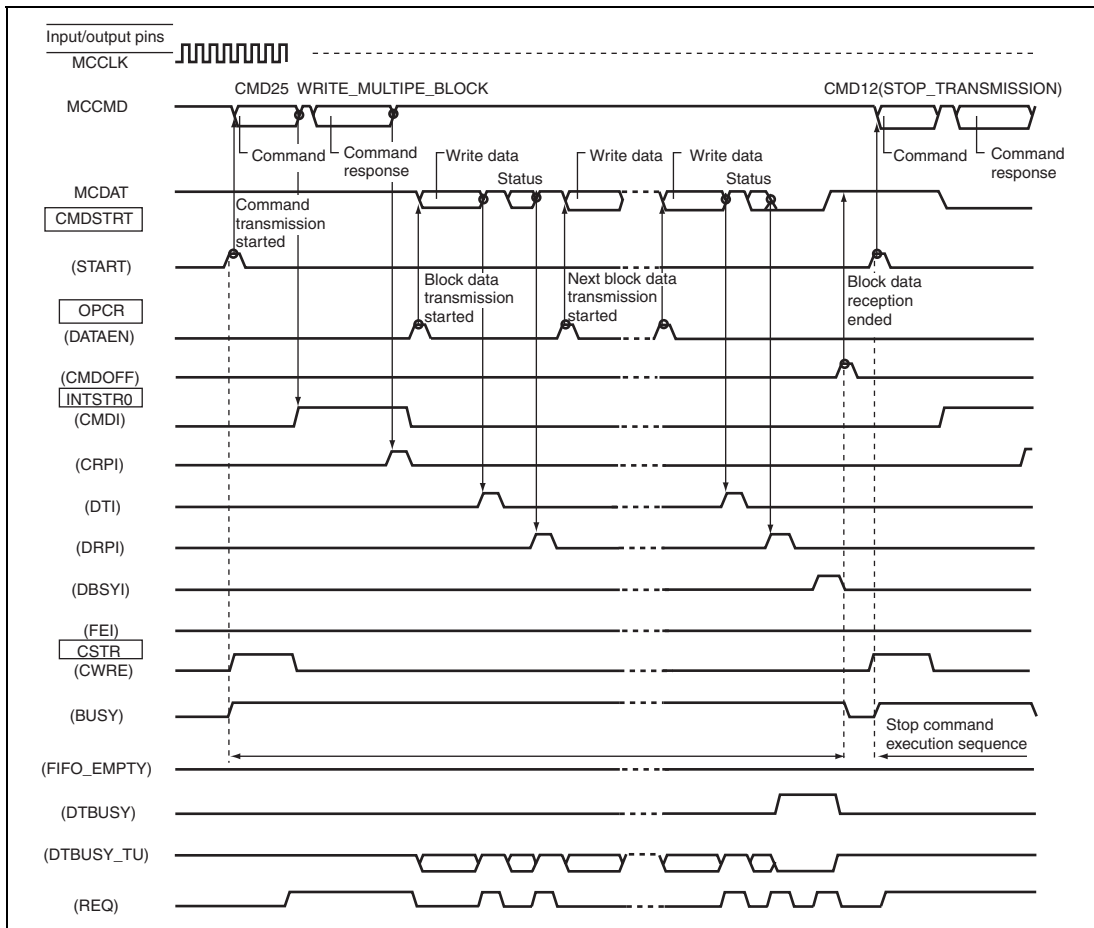 Input/output pins
MCCLK
CMD25 WRITE_MULTIPE_BLOCK
CMD12(STOP_TRANSMISSION)
MCCMD
Command
Command
response
Command
Command
response
Write data
Write data
Write data
Status
Status
MCDAT
CMDSTRT
Command
transmission
started
(START)
Block data
transmission
started
Next block data
transmission
started
Block data
reception
ended
OPCR
(DATAEN)
(CMDOFF)
INTSTR0
(CMDI)
(CRPI)
(DTI)
(DRPI)
(DBSYI)
(FEI)
CSTR
(CWRE)
(BUSY)
Stop command
execution sequence
(FIFO_EMPTY)
(DTBUSY)
(DTBUSY_TU)
(REQ)